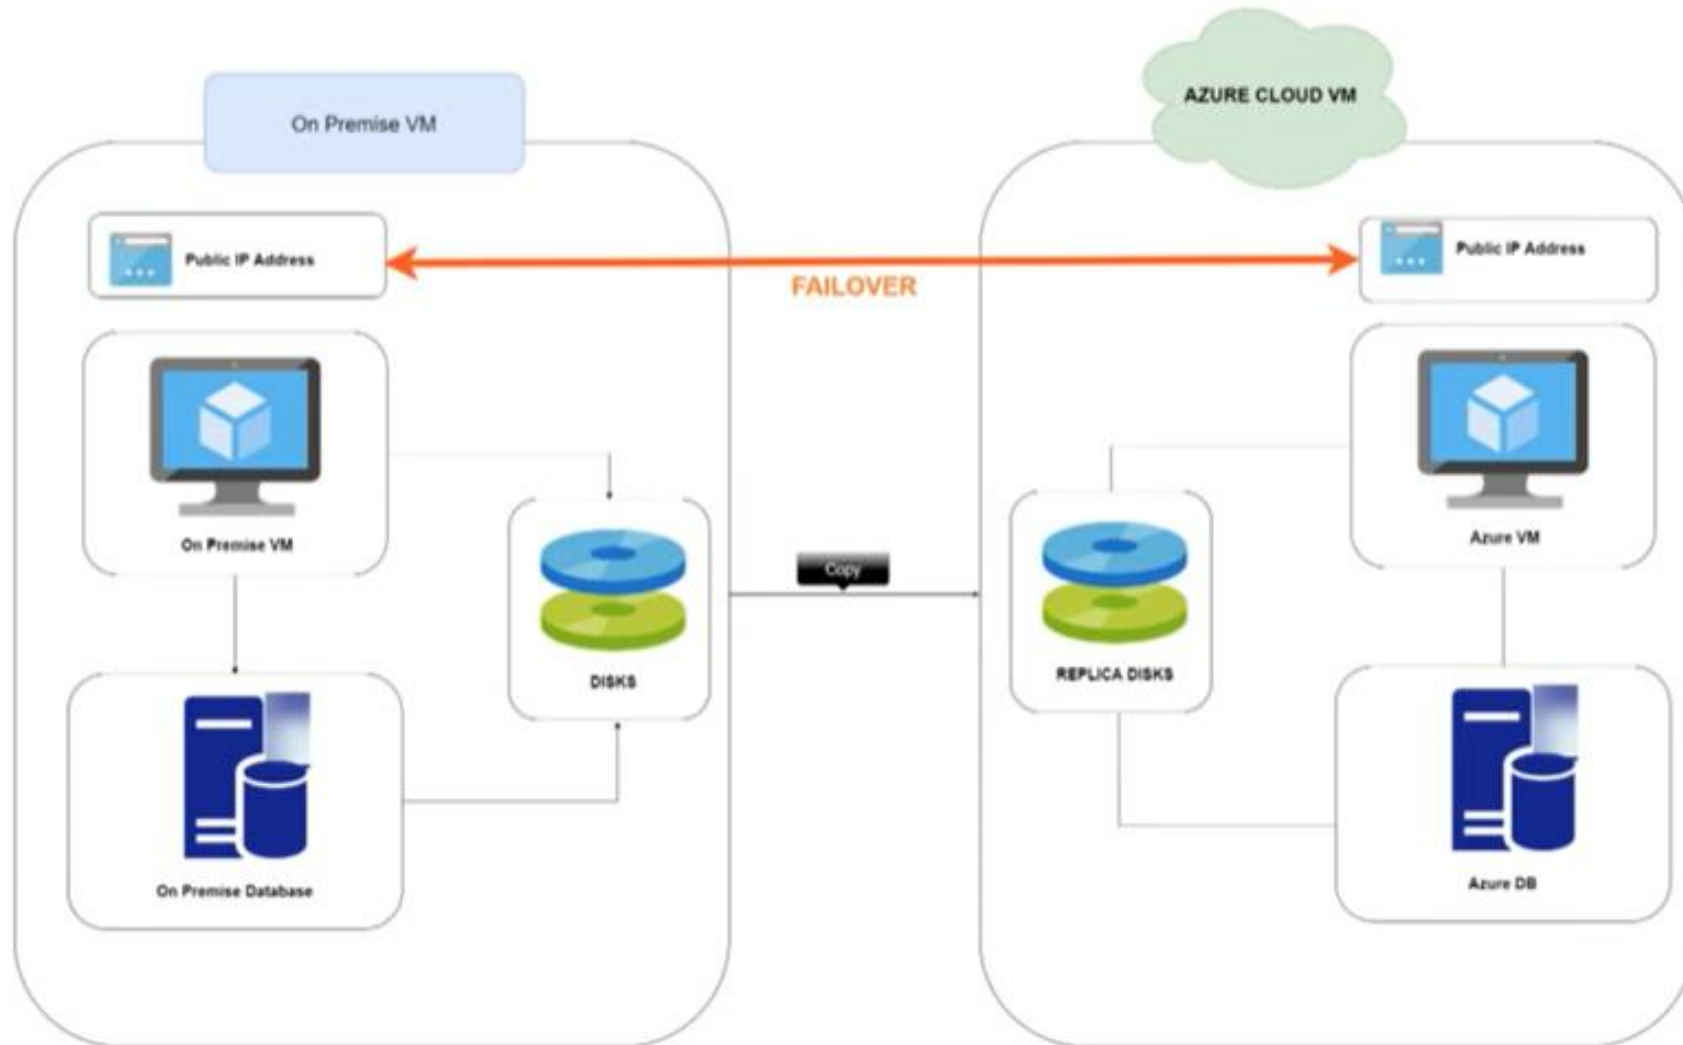 On Premise VM
AZURE CLOUD VM
Public IP Address
Public IP Address
FAILOVER
On Premise VM
Azure VM
Copy
DISKS
REPLICA DISKS
On Premise Database
Azure DB